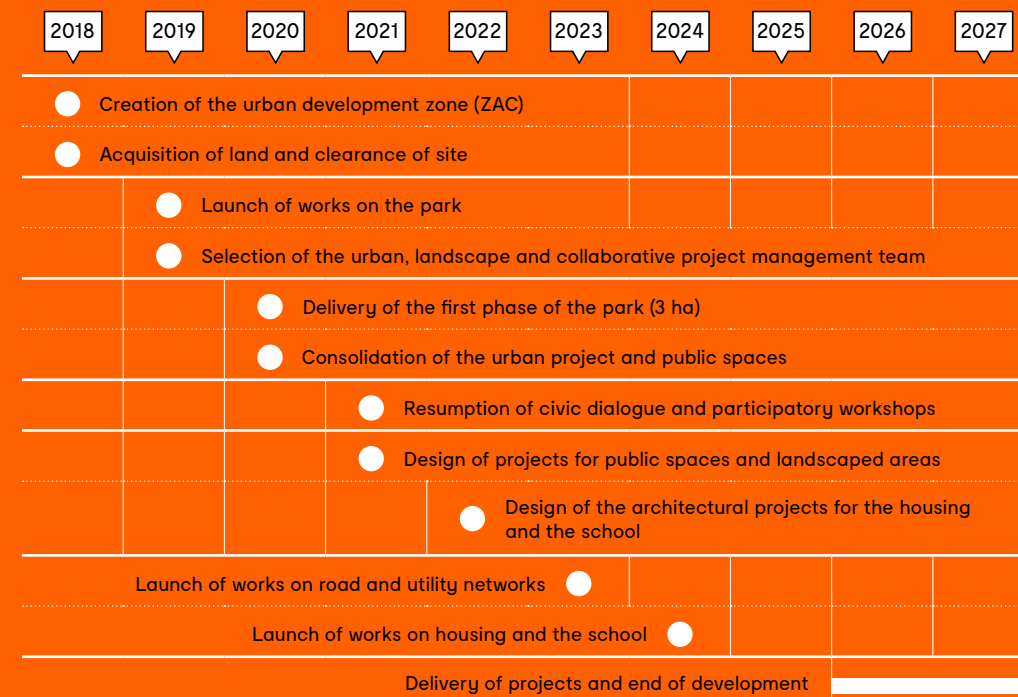 2018 2019 2020 2021 2022 2023 2024 2025 2026 2027
Creation of the urban development zone (ZAC)
Acquisition of land and clearance of site
Launch of works on the park
Selection of the urban, landscape and collaborative project management team
Delivery of the first phase of the park (3 ha)
Consolidation of the urban project and public spaces
Resumption of civic dialogue and participatory workshops
Design of projects for public spaces and landscaped areas
Design of the architectural projects for the housing
and the school
Launch of works on road and utility networks
Launch of works on housing and the school
Delivery of projects and end of development